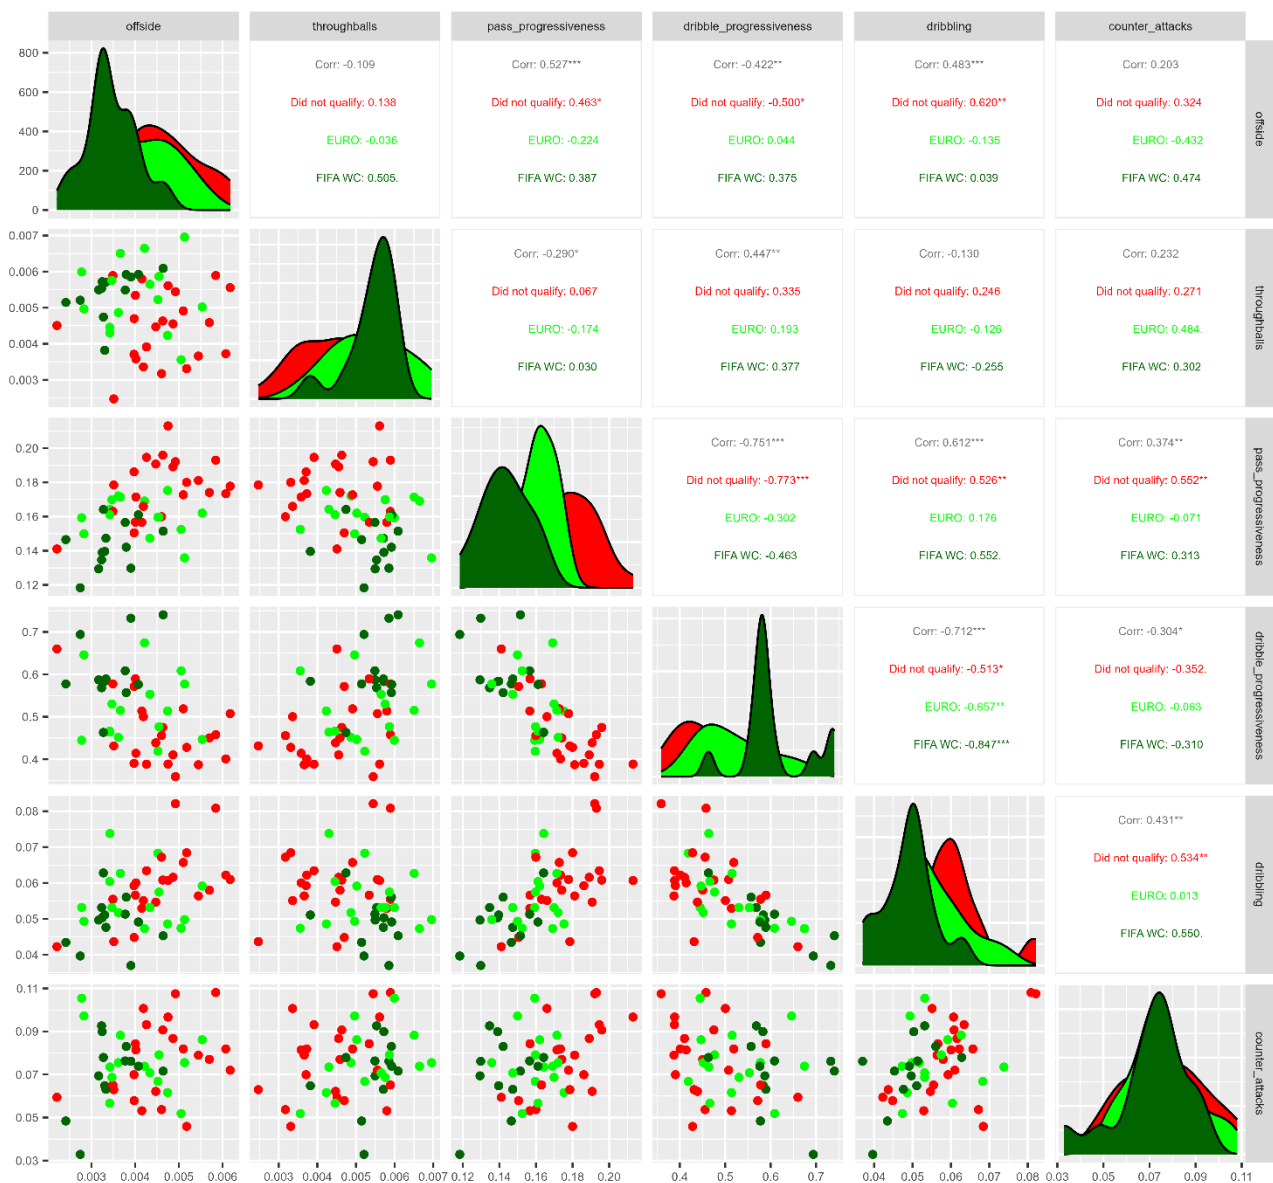 offside throughballs pass_progressiveness dribble_progressiveness dribbling counter_attacks
800
600
400
200
0
Corr: -0.109 Corr: 0.527*** Corr: -0.422** Corr: 0.483*** Corr: 0.203
Did not qualify: 0.138 Did not qualify: 0.463* Did not qualify: -0.500* Did not qualify: 0.620** Did not qualify: 0.324
EURO: -0.036 EURO: -0.224 EURO: 0.044 EURO: -0.135 EURO: -0.432
FIFA WC: 0.505. FIFA WC: 0.387 FIFA WC: 0.375 FIFA WC: 0.039 FIFA WC: 0.474
offside
0.007
0.006
0.005
0.004
0.003
Corr: -0.290* Corr: 0.447** Corr: -0.130 Corr: 0.232
Did not qualify: 0.067 Did not qualify: 0.335 Did not qualify: 0.246 Did not qualify: 0.271
EURO: -0.174 EURO: 0.193 EURO: -0.126 EURO: 0.484.
FIFA WC: 0.030 FIFA WC: 0.377 FIFA WC: -0.255 FIFA WC: 0.302
throughballs
0.20
0.18
0.16
0.14
0.12
Corr: -0.751*** Corr: 0.612*** Corr: 0.374**
Did not qualify: -0.773*** Did not qualify: 0.526** Did not qualify: 0.552**
EURO: -0.302 EURO: 0.176 EURO: -0.071
FIFA WC: -0.463 FIFA WC: 0.552. FIFA WC: 0.313
pass_progressiveness
0.7
0.6
0.5
0.4
Corr: -0.712*** Corr: -0.304*
Did not qualify: -0.513* Did not qualify: -0.352.
EURO: -0.657** EURO: -0.063
FIFA WC: -0.847*** FIFA WC: -0.310
dribble_progressiveness
0.08
0.07
0.06
0.05
0.04
Corr: 0.431**
Did not qualify: 0.534**
EURO: 0.013
FIFA WC: 0.550.
dribbling
0.11
0.09
0.07
0.05
0.03
counter_attacks
0.003 0.004 0.005 0.006 0.003 0.004 0.005 0.006 0.007 0.12 0.14 0.16 0.18 0.20 0.4 0.5 0.6 0.7 0.04 0.05 0.06 0.07 0.08 0.03 0.05 0.07 0.09 0.11